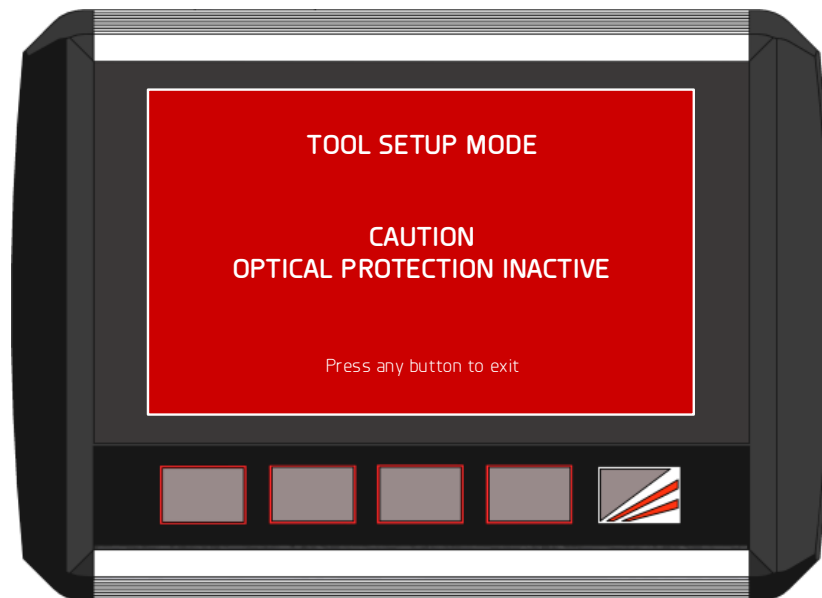 TOOL SETUP MODE
CAUTION
OPTICAL PROTECTION INACTIVE
Press any button to exit